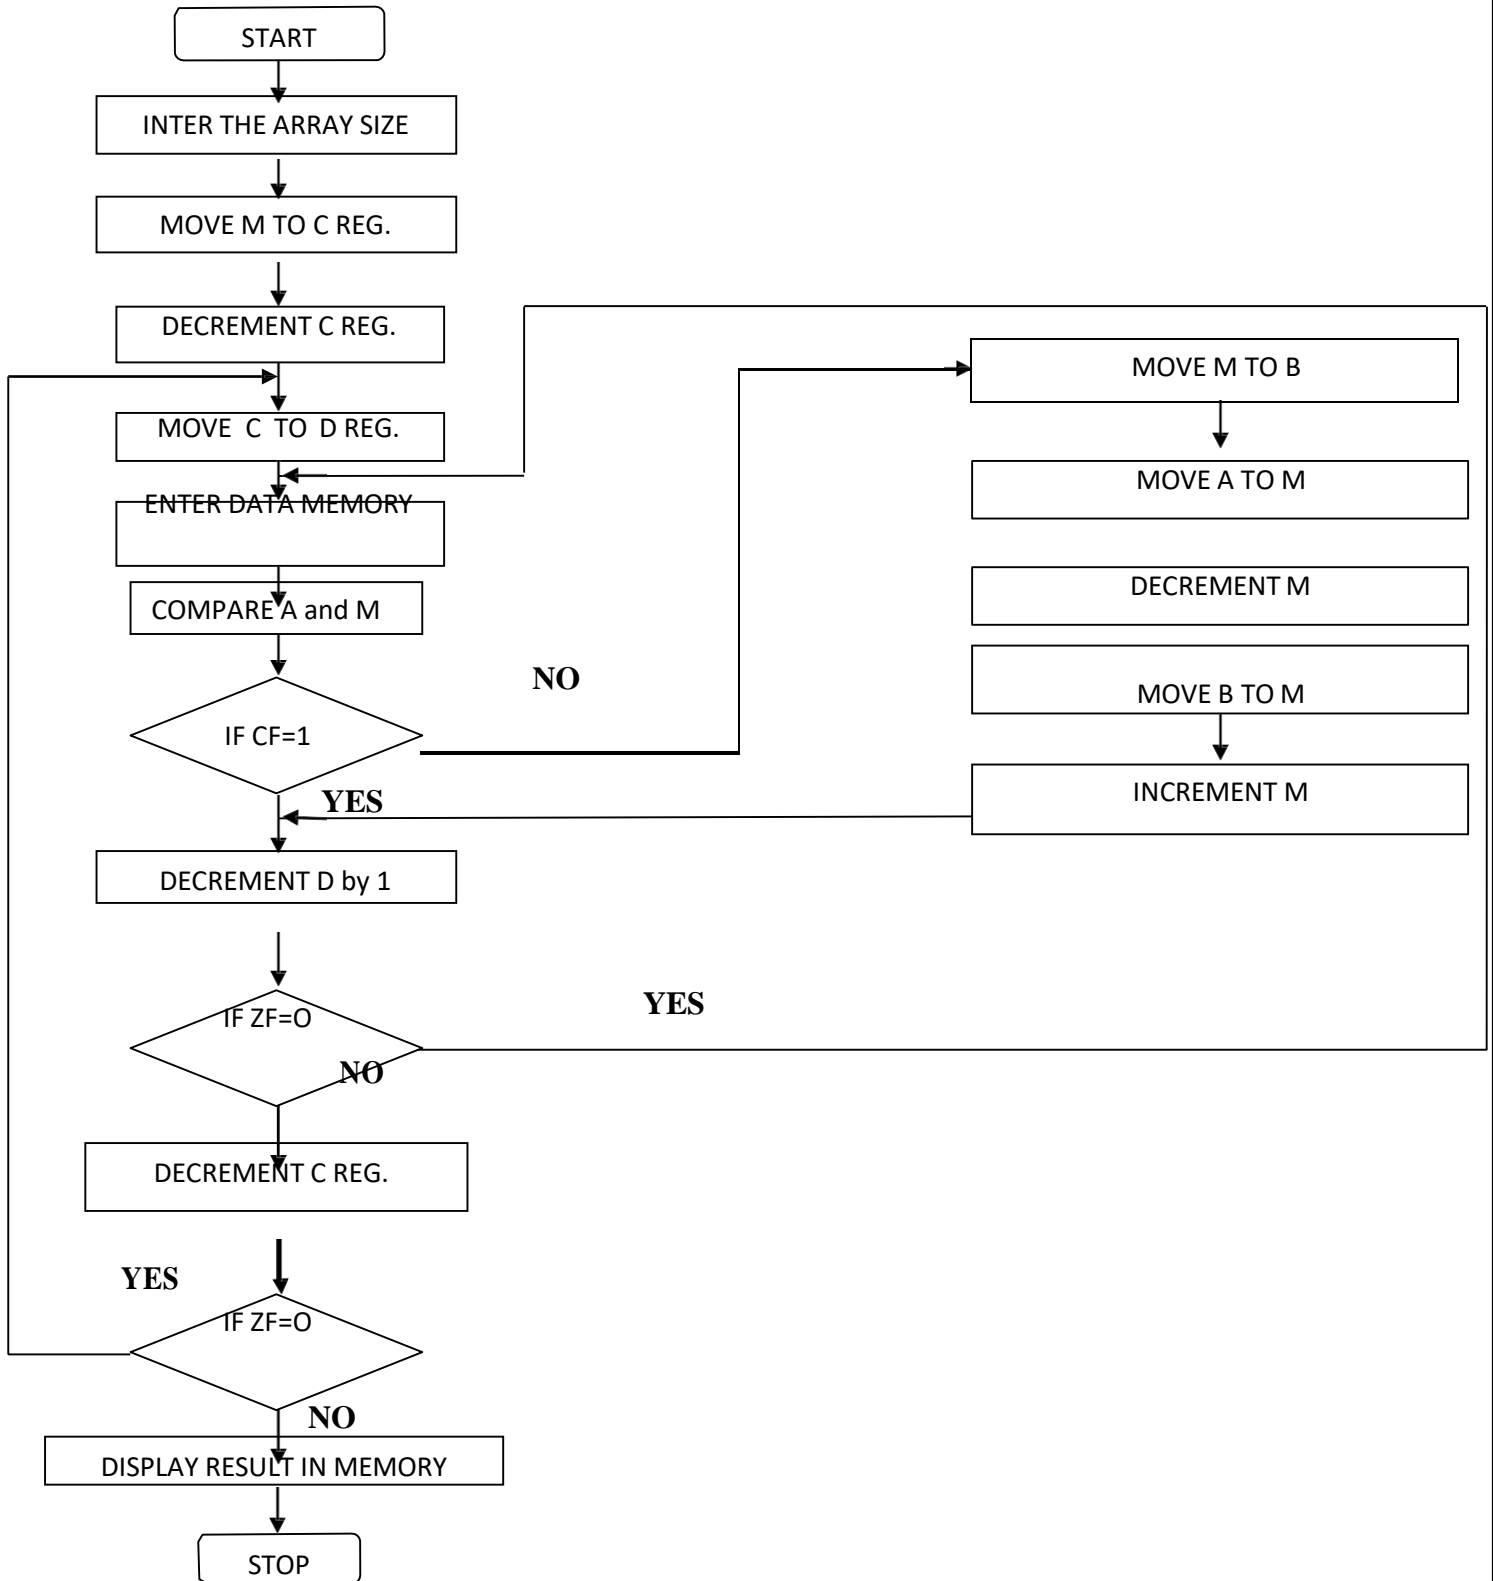 START
INTER THE ARRAY SIZE
MOVE M TO C REG.
DECREMENT C REG.
MOVE C TO D REG.
ENTER DATA MEMORY
COMPARE A and M
IF CF=1
NO
YES
MOVE M TO B
MOVE A TO M
DECREMENT M
MOVE B TO M
INCREMENT M
DECREMENT D by 1
IF ZF=O
YES
NO
DECREMENT C REG.
YES
IF ZF=O
NO
DISPLAY RESULT IN MEMORY
STOP